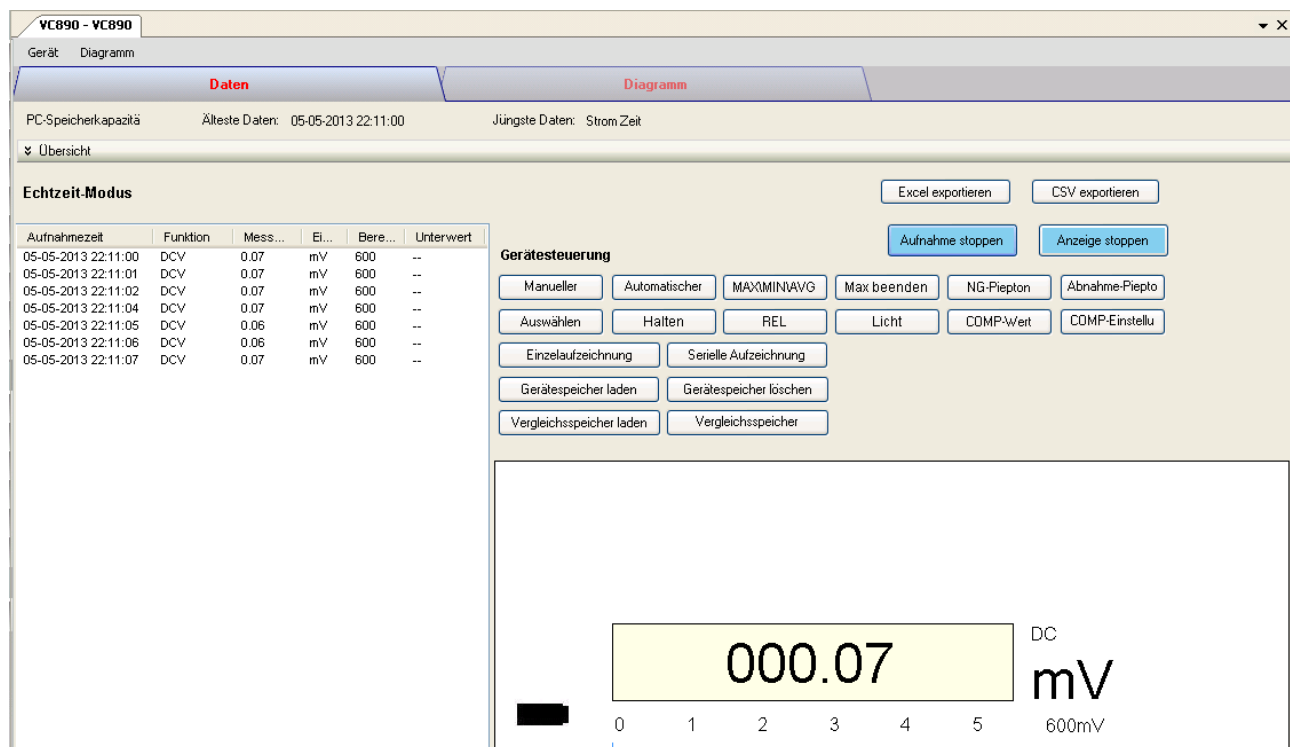 VC890 - VC890
Gerät Diagramm
Daten Diagramm
PC-Speicherkapazitä Älteste Daten: 05-05-2013 22:11:00 Jüngste Daten: Strom Zeit
Übersicht
Echtzeit-Modus
Excel exportieren CSV exportieren
Aufnahme stoppen Anzeige stoppen
Aufnahmezeit Funktion Mess... Ei... Bere... Unterwert
05-05-2013 22:11:00 DCV 0.07 mV 600 --
05-05-2013 22:11:01 DCV 0.07 mV 600 --
05-05-2013 22:11:02 DCV 0.07 mV 600 --
05-05-2013 22:11:04 DCV 0.07 mV 600 --
05-05-2013 22:11:05 DCV 0.06 mV 600 --
05-05-2013 22:11:06 DCV 0.06 mV 600 --
05-05-2013 22:11:07 DCV 0.07 mV 600 --
Gerätesteuerung
Manueller Automatischer MAX\MIN\AVG Max beenden NG-Piepton Abnahme-Piepto
Auswählen Halten REL Licht COMP-Wert COMP-Einstellu
Einzelaufzeichnung Serielle Aufzeichnung
Gerätespeicher laden Gerätespeicher löschen
Vergleichsspeicher laden Vergleichsspeicher
DC
000.07 mV
0 1 2 3 4 5 600mV